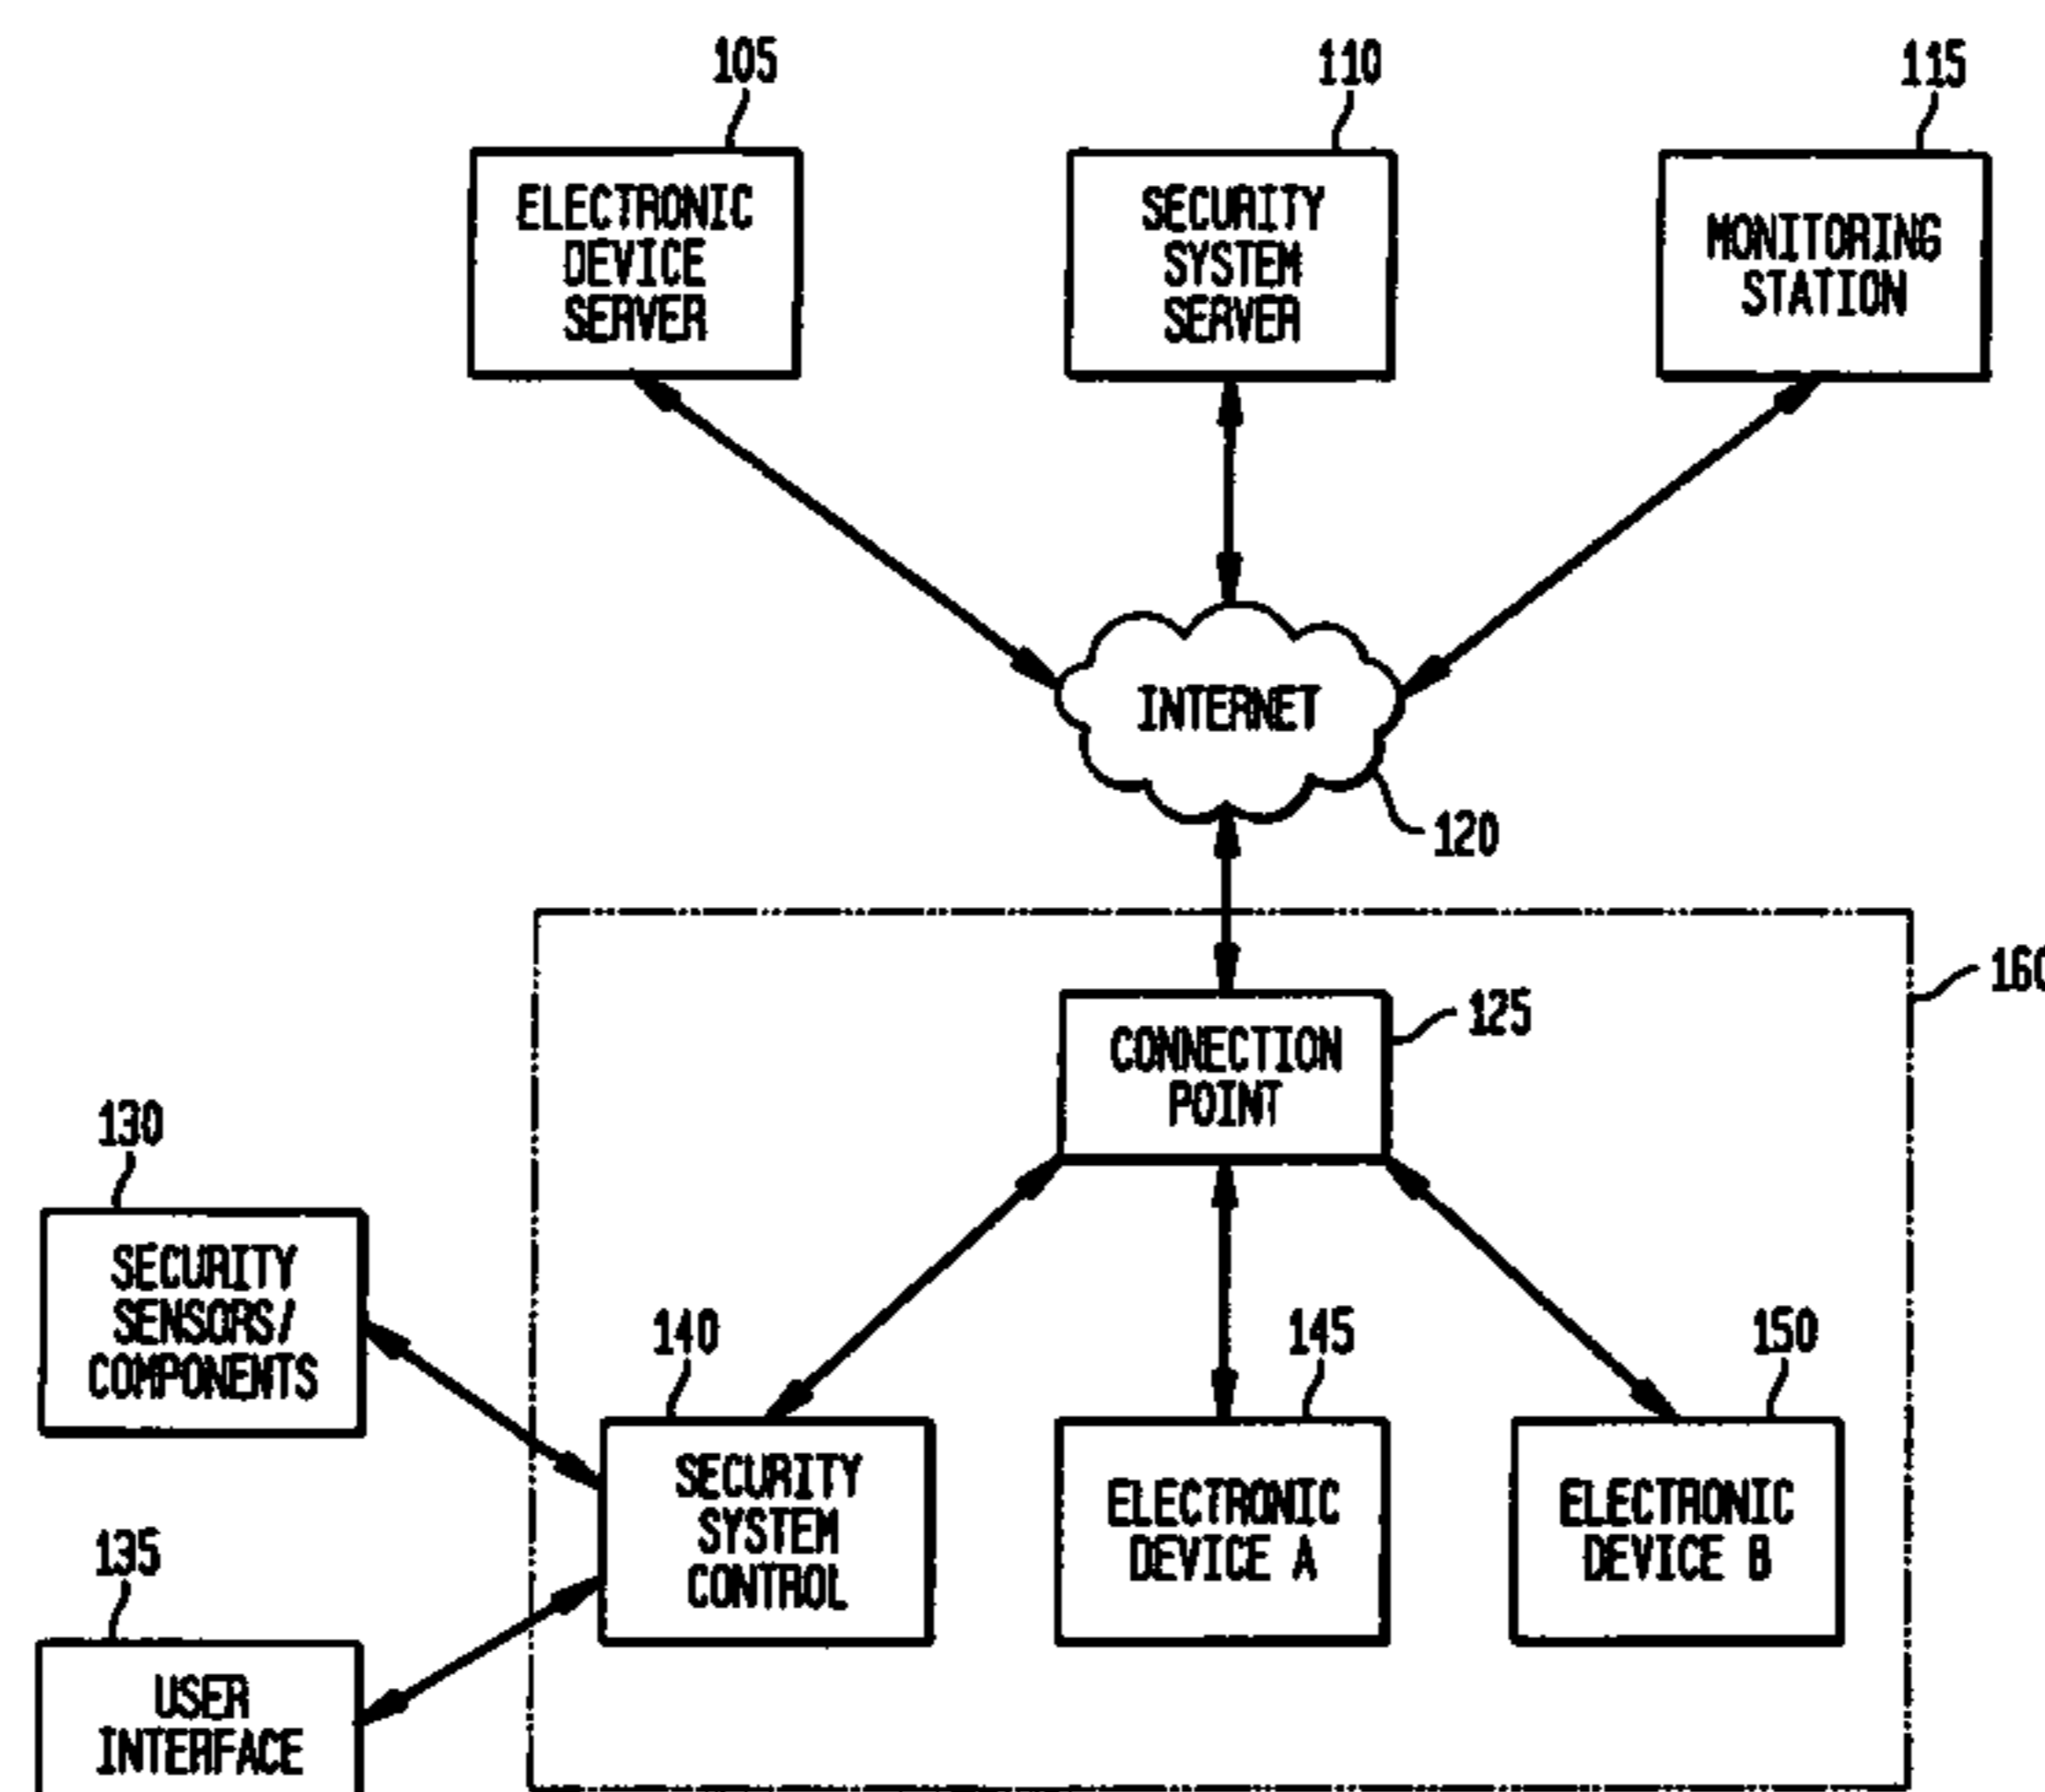 105
110
115
ELECTRONIC
DEVICE
SERVER
SECURITY
SYSTEM
SERVER
MONITORING
STATION
INTERNET
120
160
CONNECTION
POINT
125
130
SECURITY
SENSORS/
COMPONENTS
140
145
150
SECURITY
SYSTEM
CONTROL
ELECTRONIC
DEVICE A
ELECTRONIC
DEVICE B
135
USER
INTERFACE